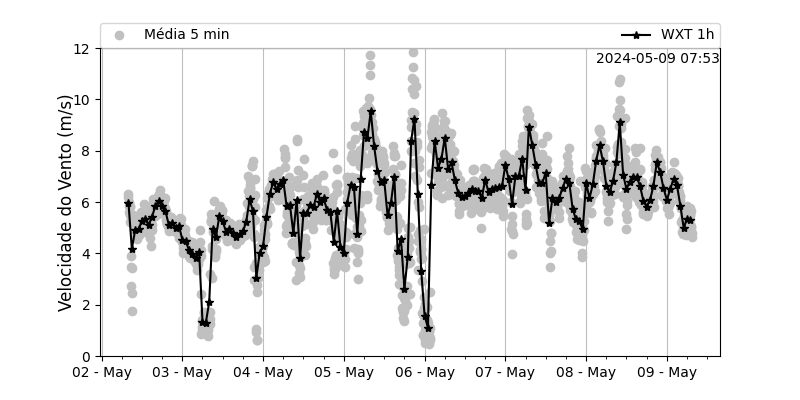 Média 5 min WXT 1h
2024-05-09 07:53
Velocidade do Vento (m/s)
12
10
8
6
4
2
0
02 - May 03 - May 04 - May 05 - May 06 - May 07 - May 08 - May 09 - May